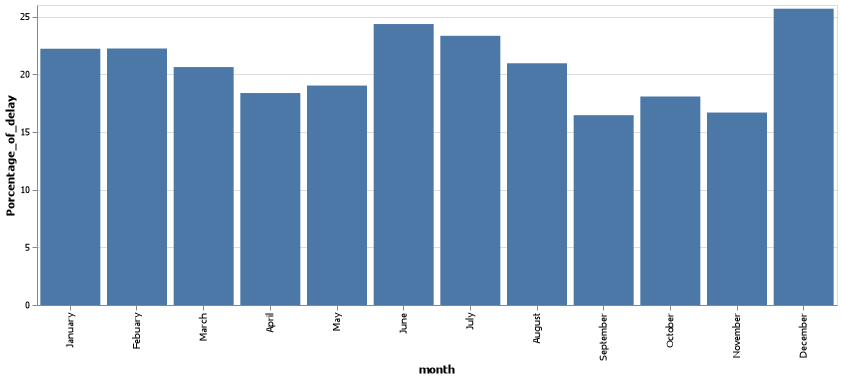 25
20
15
10
5
0
Porcentage_of_delay
January
Febuary
March
April
May
June
July
August
September
October
November
December
month